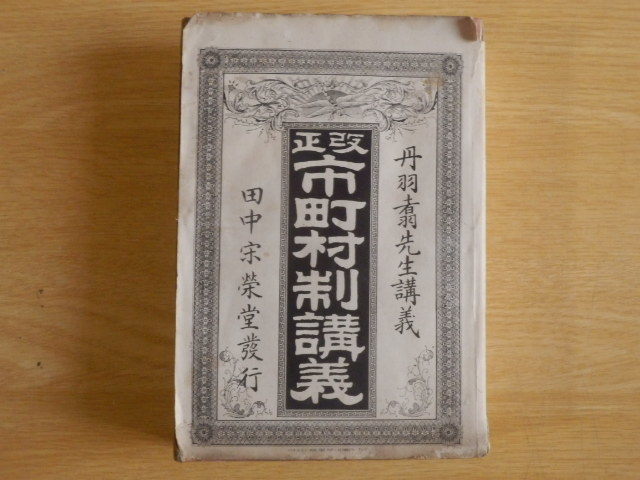 丹羽翥先生講義
改正
市町村制講義
田中宋榮堂發行